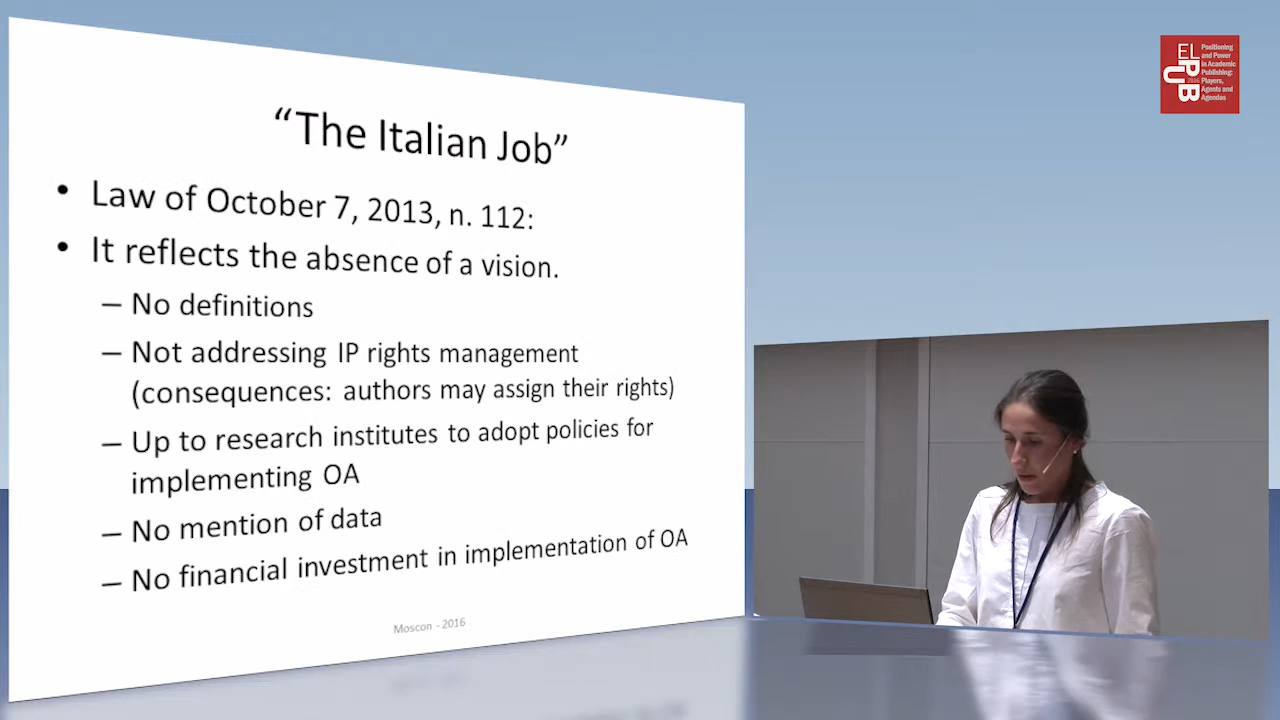 “The Italian Job”
• Law of October 7, 2013, n. 112:
• It reflects the absence of a vision.
– No definitions
– Not addressing IP rights management
(consequences: authors may assign their rights)
– Up to research institutes to adopt policies for
implementing OA
– No mention of data
– No financial investment in implementation of OA
Moscon - 2016
EL
PUB
2016
Positioning
and Power
in Academic
Publishing:
Players,
Agents and
Agendas